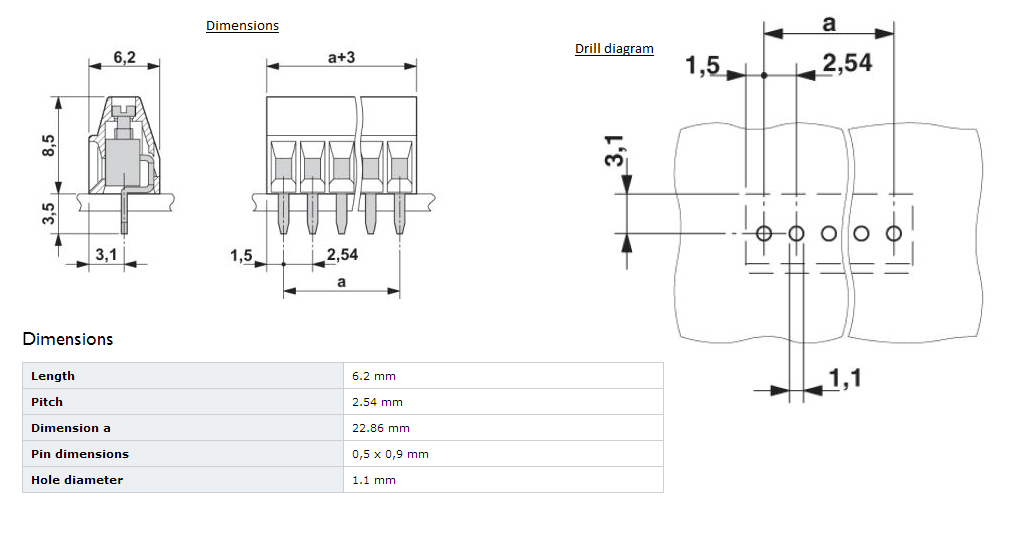 Dimensions
6,2
a+3
8,5
3,5
3,1
1,5
2,54
a
Drill diagram
a
1,5
2,54
3,1
1,1
Dimensions
Length 6.2 mm
Pitch 2.54 mm
Dimension a 22.86 mm
Pin dimensions 0,5 x 0,9 mm
Hole diameter 1.1 mm